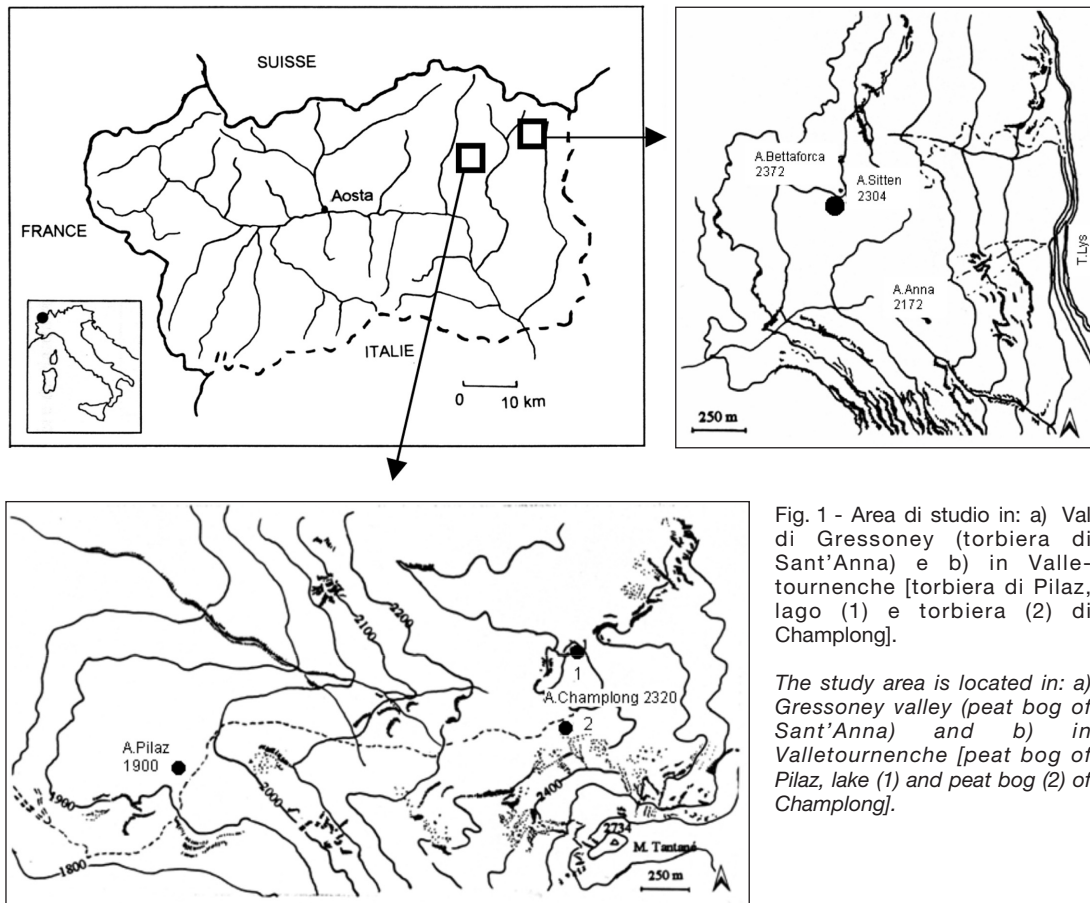 SUISSE
Aosta
FRANCE
ITALIE
0 10 km
A.Bettaforca
2372
A.Sitten
2304
T.Lys
A.Anna
2172
250 m
2200
2100
1
A.Champlong 2320
2
A.Pilaz
1900
1900
2000
2400
1800
2734
M. Tantané
250 m
Fig. 1 - Area di studio in: a) Val
di Gressoney (torbiera di
Sant'Anna) e b) in Valle-
tournenche [torbiera di Pilaz,
lago (1) e torbiera (2) di
Champlong].
The study area is located in: a)
Gressoney valley (peat bog of
Sant'Anna) and b) in
Valletournenche [peat bog of
Pilaz, lake (1) and peat bog (2) of
Champlong].